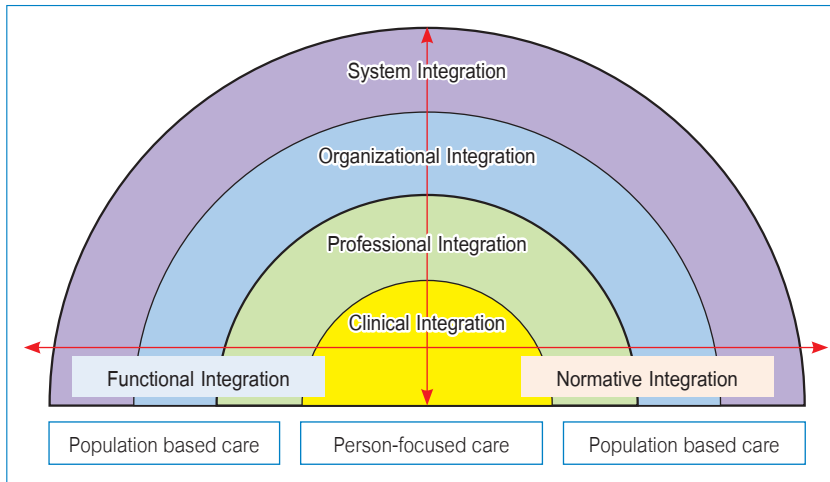 System Integration
Organizational Integration
Professional Integration
Clinical Integration
Functional Integration
Normative Integration
Population based care
Person-focused care
Population based care